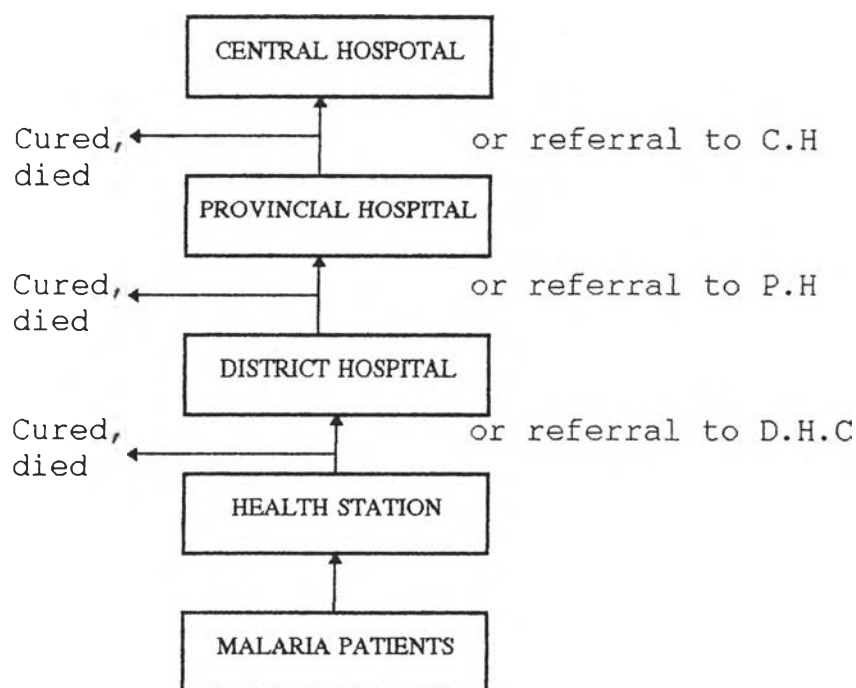 CENTRAL HOSPOTAL
Cured, or referral to C.H
died
PROVINCIAL HOSPITAL
Cured, or referral to P.H
died
DISTRICT HOSPITAL
Cured, or referral to D.H.C
died
HEALTH STATION
MALARIA PATIENTS